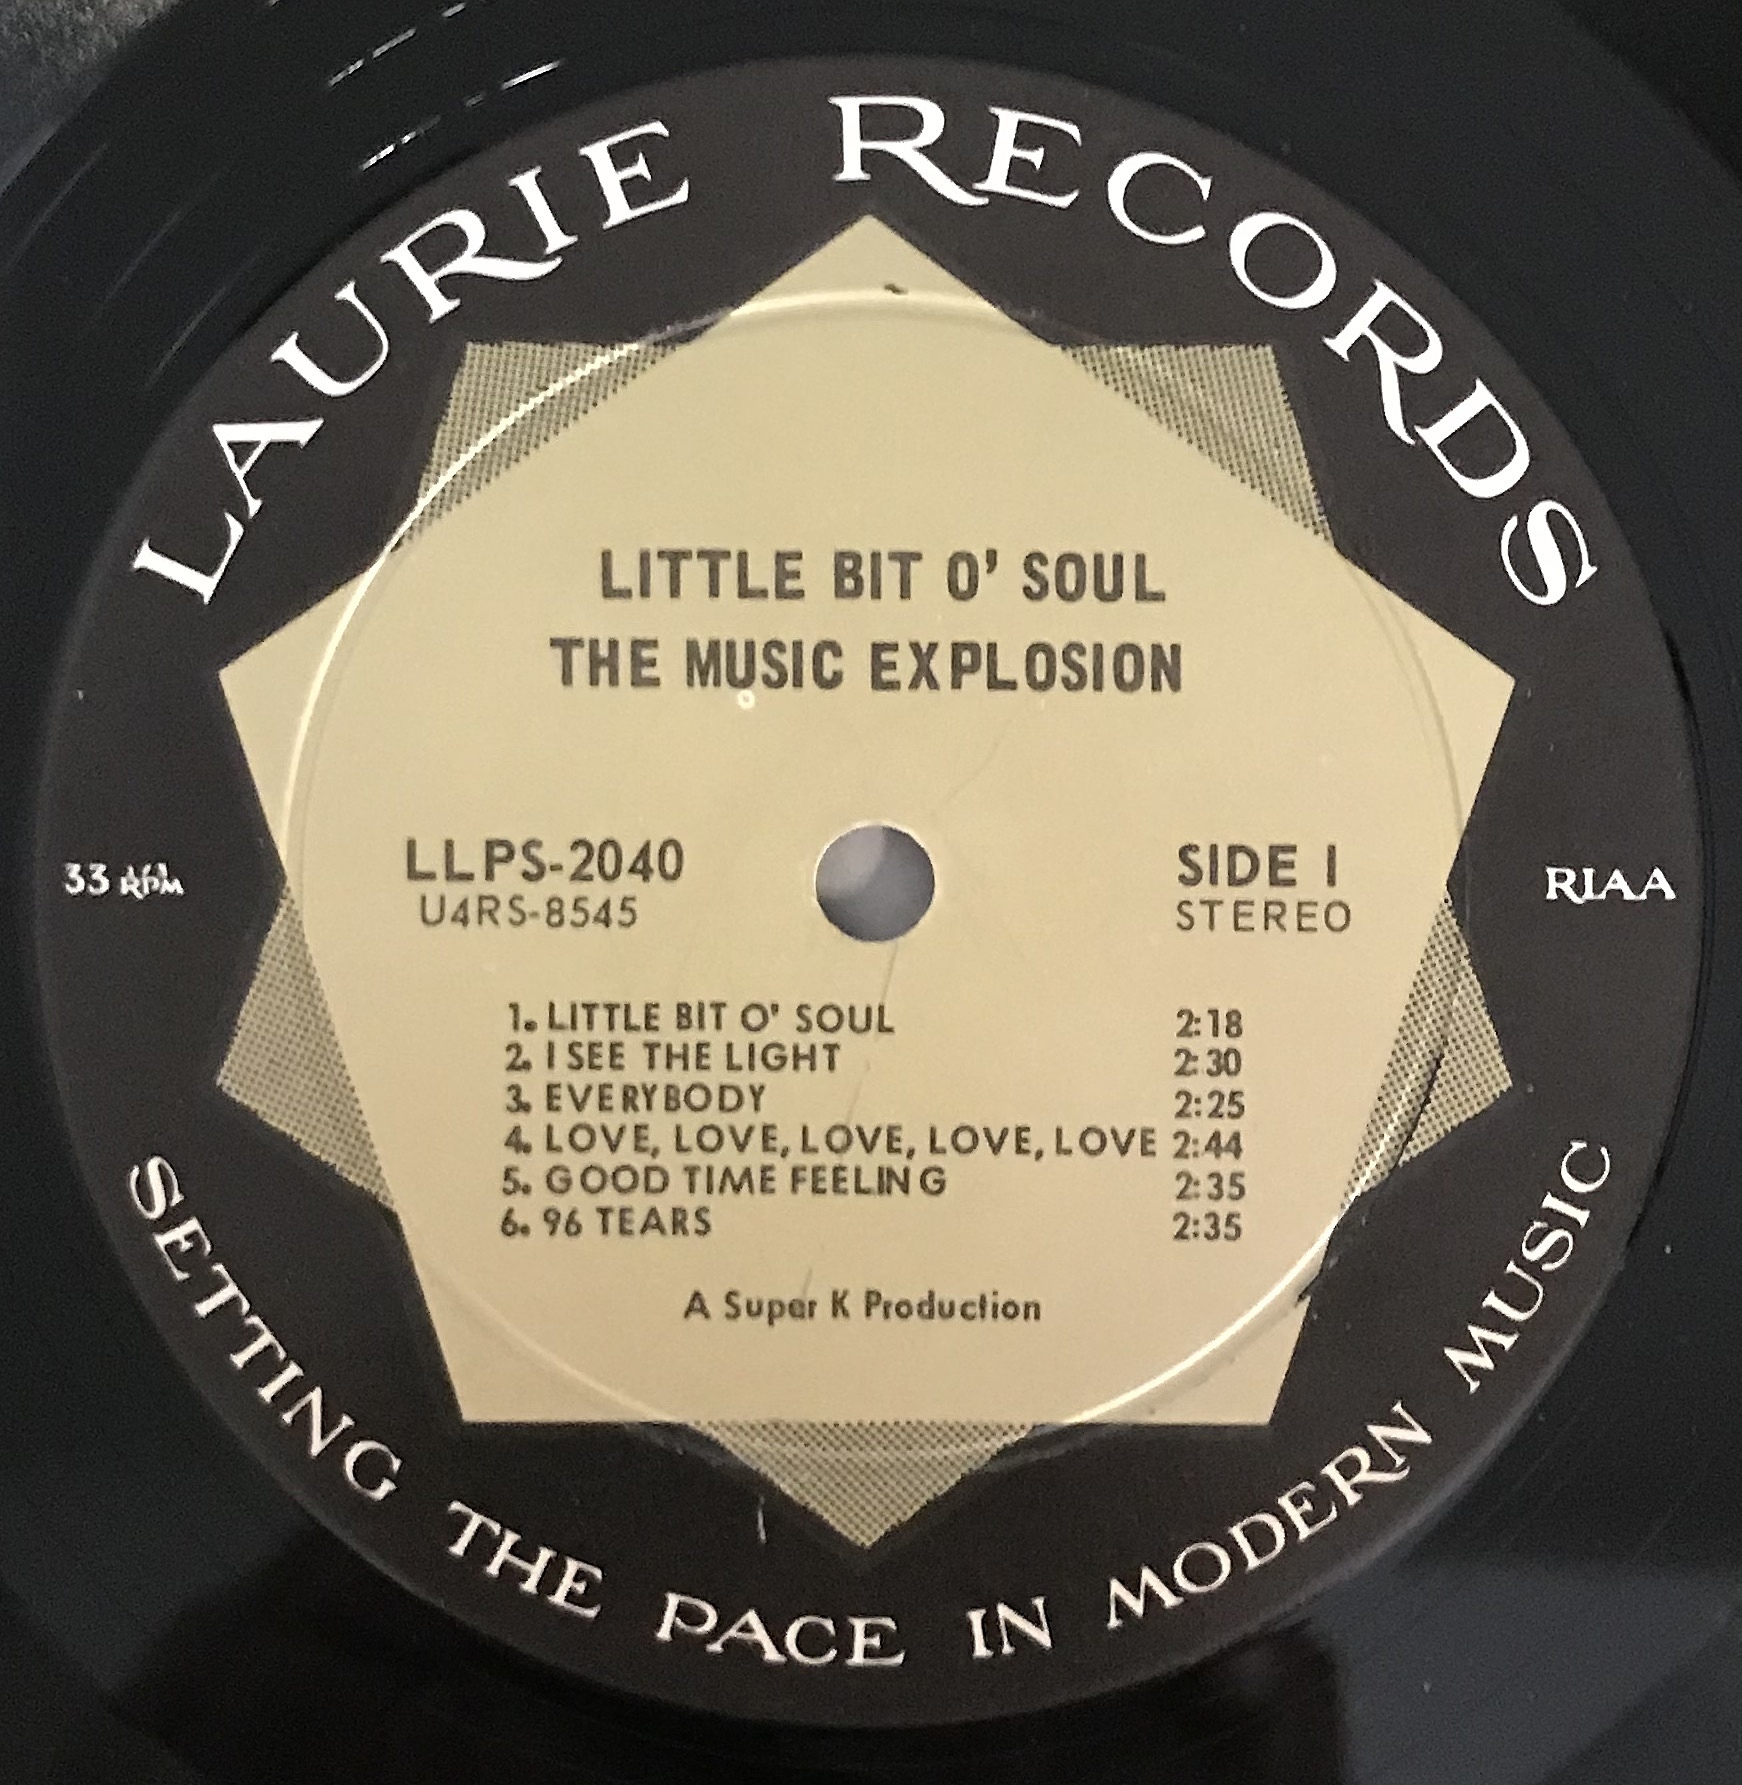 LAURIE RECORDS
LITTLE BIT O' SOUL
THE MUSIC EXPLOSION
LLPS-2040
U4RS-8545
SIDE 1
STEREO
33 RPM
RIAA
1. LITTLE BIT O' SOUL 2:18
2. I SEE THE LIGHT 2:30
3. EVERYBODY 2:25
4. LOVE, LOVE, LOVE, LOVE, LOVE 2:44
5. GOOD TIME FEELING 2:35
6. 96 TEARS 2:35
A Super K Production
SETTING THE PACE IN MODERN MUSIC